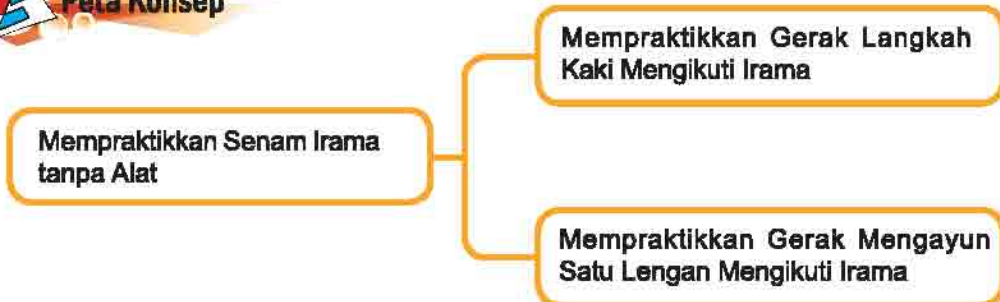 Peta Konsep
Mempraktikkan Gerak Langkah
Kaki Mengikuti Irama
Mempraktikkan Senam Irama
tanpa Alat
Mempraktikkan Gerak Mengayun
Satu Lengan Mengikuti Irama